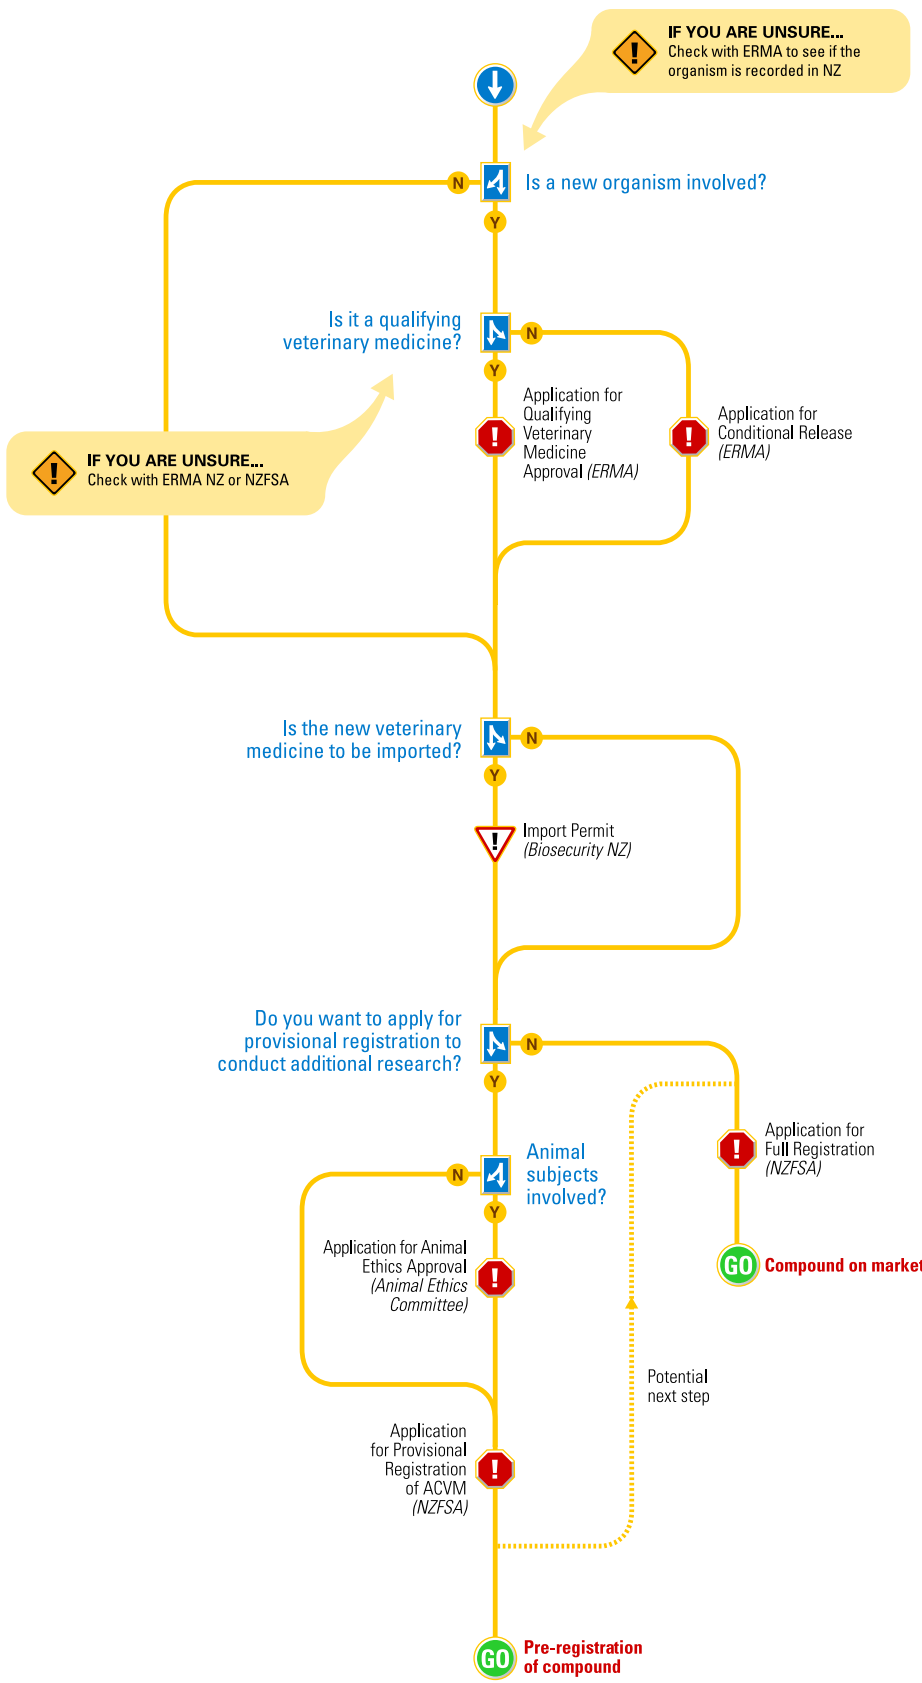 IF YOU ARE UNSURE...
Check with ERMA to see if the
organism is recorded in NZ
N
Is a new organism involved?
Y
Is it a qualifying
veterinary medicine?
N
Y
Application for
Qualifying
Veterinary
Medicine
Approval (ERMA)
Application for
Conditional Release
(ERMA)
IF YOU ARE UNSURE...
Check with ERMA NZ or NZFSA
Is the new veterinary
medicine to be imported?
N
Y
Import Permit
(Biosecurity NZ)
Do you want to apply for
provisional registration to
conduct additional research?
N
Y
Application for
Full Registration
(NZFSA)
Animal
subjects
involved?
N
Y
Application for Animal
Ethics Approval
(Animal Ethics
Committee)
GO
Compound on market
Potential
next step
Application
for Provisional
Registration
of ACVM
(NZFSA)
GO
Pre-registration
of compound